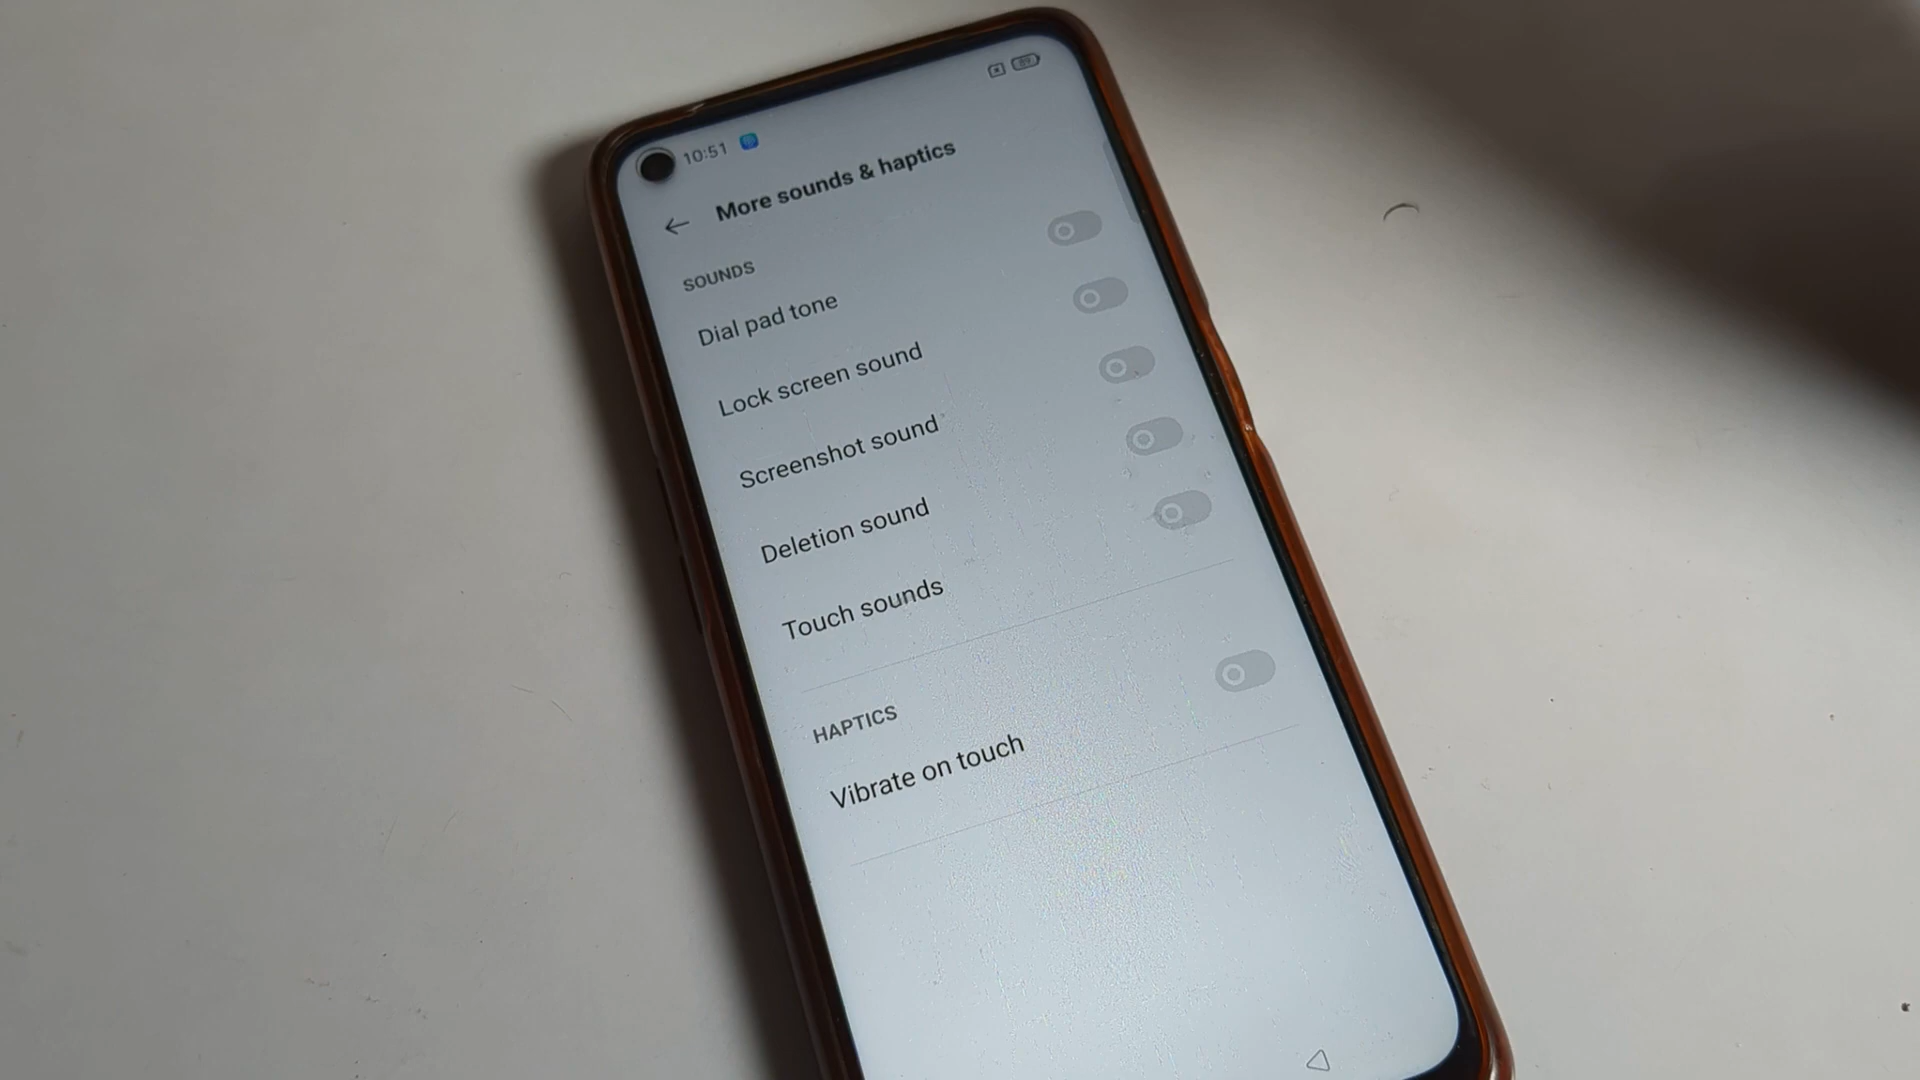 10:51
More sounds & haptics
SOUNDS
Dial pad tone
Lock screen sound
Screenshot sound
Deletion sound
Touch sounds
HAPTICS
Vibrate on touch